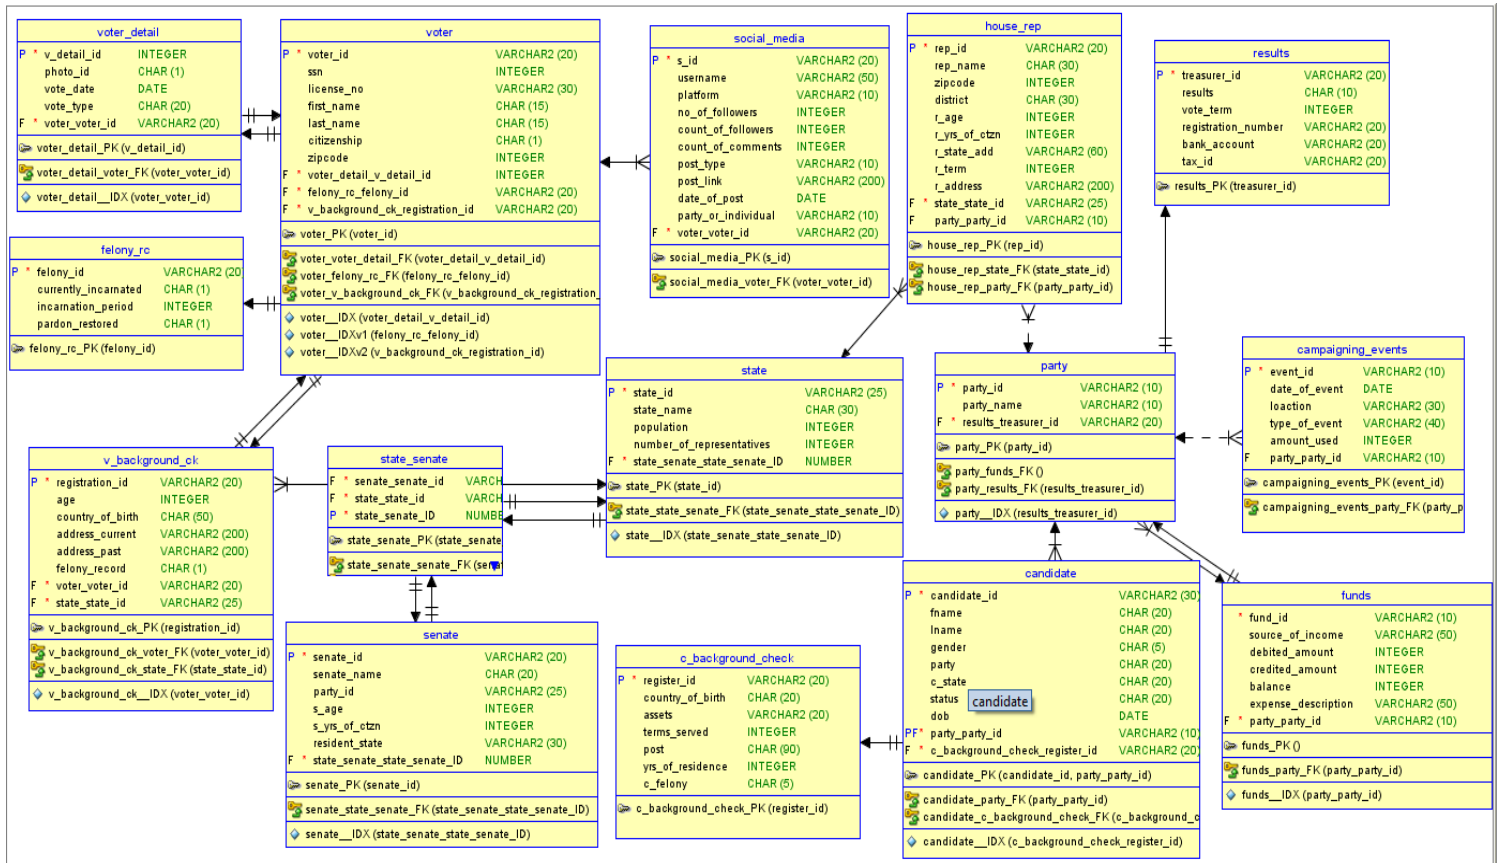 voter_detail
P * v_detail_id INTEGER
photo_id CHAR (1)
vote_date DATE
vote_type CHAR (20)
F * voter_voter_id VARCHAR2 (20)
voter_detail_PK (v_detail_id)
voter_detail_voter_FK (voter_voter_id)
voter_detail__IDX (voter_voter_id)
voter
P * voter_id VARCHAR2 (20)
ssn INTEGER
license_no VARCHAR2 (30)
first_name CHAR (15)
last_name CHAR (15)
citizenship CHAR (1)
zipcode INTEGER
F * voter_detail_v_detail_id INTEGER
F * felony_rc_felony_id VARCHAR2 (20)
F * v_background_ck_registration_id VARCHAR2 (20)
voter_PK (voter_id)
voter_voter_detail_FK (voter_detail_v_detail_id)
voter_felony_rc_FK (felony_rc_felony_id)
voter_v_background_ck_FK (v_background_ck_registration_
voter__IDX (voter_detail_v_detail_id)
voter__IDXv1 (felony_rc_felony_id)
voter__IDXv2 (v_background_ck_registration_id)
social_media
P * s_id VARCHAR2 (20)
username VARCHAR2 (50)
platform VARCHAR2 (10)
no_of_followers INTEGER
count_of_followers INTEGER
count_of_comments INTEGER
post_type VARCHAR2 (10)
post_link VARCHAR2 (200)
date_of_post DATE
party_or_individual VARCHAR2 (10)
F * voter_voter_id VARCHAR2 (20)
social_media_PK (s_id)
social_media_voter_FK (voter_voter_id)
house_rep
P * rep_id VARCHAR2 (20)
rep_name CHAR (30)
zipcode INTEGER
district CHAR (30)
r_age INTEGER
r_yrs_of_ctzn INTEGER
r_state_add VARCHAR2 (60)
r_term INTEGER
r_address VARCHAR2 (200)
F * state_state_id VARCHAR2 (25)
F party_party_id VARCHAR2 (10)
house_rep_PK (rep_id)
house_rep_state_FK (state_state_id)
house_rep_party_FK (party_party_id)
results
P * treasurer_id VARCHAR2 (20)
results CHAR (10)
vote_term INTEGER
registration_number VARCHAR2 (20)
bank_account VARCHAR2 (20)
tax_id VARCHAR2 (20)
results_PK (treasurer_id)
felony_rc
P * felony_id VARCHAR2 (20
currently_incarnated CHAR (1)
incarnation_period INTEGER
pardon_restored CHAR (1)
felony_rc_PK (felony_id)
state
P * state_id VARCHAR2 (25)
state_name CHAR (30)
population INTEGER
number_of_representatives INTEGER
F * state_senate_state_senate_ID NUMBER
state_PK (state_id)
state_state_senate_FK (state_senate_state_senate_ID)
state__IDX (state_senate_state_senate_ID)
party
P * party_id VARCHAR2 (10)
party_name VARCHAR2 (10)
F * results_treasurer_id VARCHAR2 (20)
party_PK (party_id)
party_funds_FK ()
party_results_FK (results_treasurer_id)
party__IDX (results_treasurer_id)
campaigning_events
P * event_id VARCHAR2 (10)
date_of_event DATE
loaction VARCHAR2 (30)
type_of_event VARCHAR2 (40)
amount_used INTEGER
F party_party_id VARCHAR2 (10)
campaigning_events_PK (event_id)
campaigning_events_party_FK (party_p
v_background_ck
P * registration_id VARCHAR2 (20)
age INTEGER
country_of_birth CHAR (50)
address_current VARCHAR2 (200)
address_past VARCHAR2 (200)
felony_record CHAR (1)
F * voter_voter_id VARCHAR2 (20)
F * state_state_id VARCHAR2 (25)
v_background_ck_PK (registration_id)
v_background_ck_voter_FK (voter_voter_id)
v_background_ck_state_FK (state_state_id)
v_background_ck__IDX (voter_voter_id)
state_senate
F * senate_senate_id VARCH
F * state_state_id VARCH
P * state_senate_ID NUMBE
state_senate_PK (state_senate
state_senate_senate_FK (senat
senate
P * senate_id VARCHAR2 (20)
senate_name CHAR (20)
party_id VARCHAR2 (25)
s_age INTEGER
s_yrs_of_ctzn INTEGER
resident_state VARCHAR2 (30)
F * state_senate_state_senate_ID NUMBER
senate_PK (senate_id)
senate_state_senate_FK (state_senate_state_senate_ID)
senate__IDX (state_senate_state_senate_ID)
c_background_check
P * register_id VARCHAR2 (20)
country_of_birth CHAR (20)
assets VARCHAR2 (20)
terms_served INTEGER
post CHAR (90)
yrs_of_residence INTEGER
c_felony CHAR (5)
c_background_check_PK (register_id)
candidate
P * candidate_id VARCHAR2 (30)
fname CHAR (20)
lname CHAR (20)
gender CHAR (5)
party CHAR (20)
c_state CHAR (20)
status CHAR (20)
candidate
dob DATE
PF* party_party_id VARCHAR2 (10)
F * c_background_check_register_id VARCHAR2 (20)
candidate_PK (candidate_id, party_party_id)
candidate_party_FK (party_party_id)
candidate_c_background_check_FK (c_background_c
candidate__IDX (c_background_check_register_id)
funds
* fund_id VARCHAR2 (10)
source_of_income VARCHAR2 (50)
debited_amount INTEGER
credited_amount INTEGER
balance INTEGER
expense_description VARCHAR2 (50)
F * party_party_id VARCHAR2 (10)
funds_PK ()
funds_party_FK (party_party_id)
funds__IDX (party_party_id)